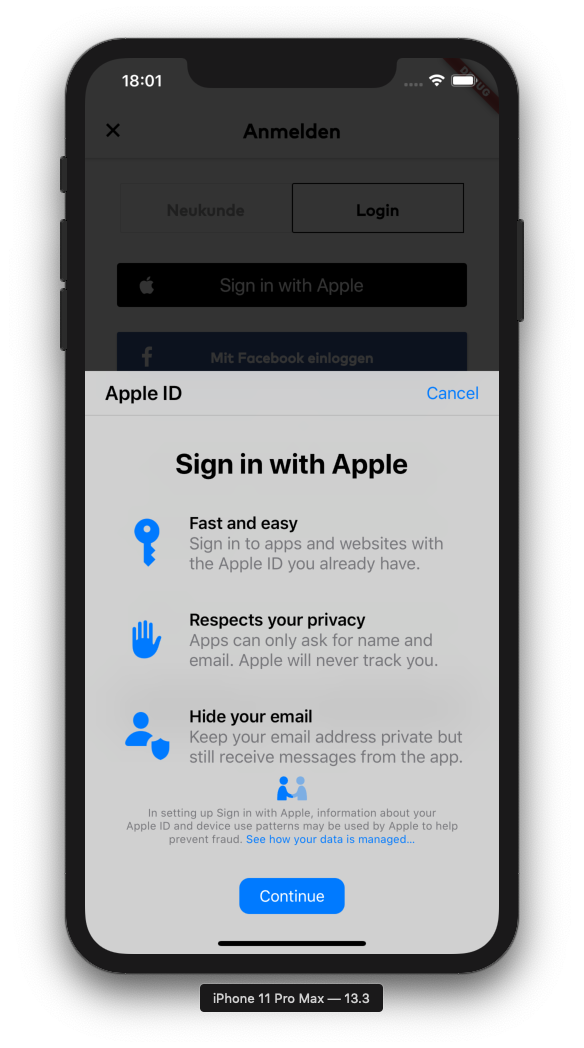 18:01
DEBUG
Anmelden
Neukunde
Login
Sign in with Apple
Mit Facebook einloggen
Apple ID
Cancel
Sign in with Apple
Fast and easy
Sign in to apps and websites with
the Apple ID you already have.
Respects your privacy
Apps can only ask for name and
email. Apple will never track you.
Hide your email
Keep your email address private but
still receive messages from the app.
In setting up Sign in with Apple, information about your
Apple ID and device use patterns may be used by Apple to help
prevent fraud. See how your data is managed...
Continue
iPhone 11 Pro Max — 13.3